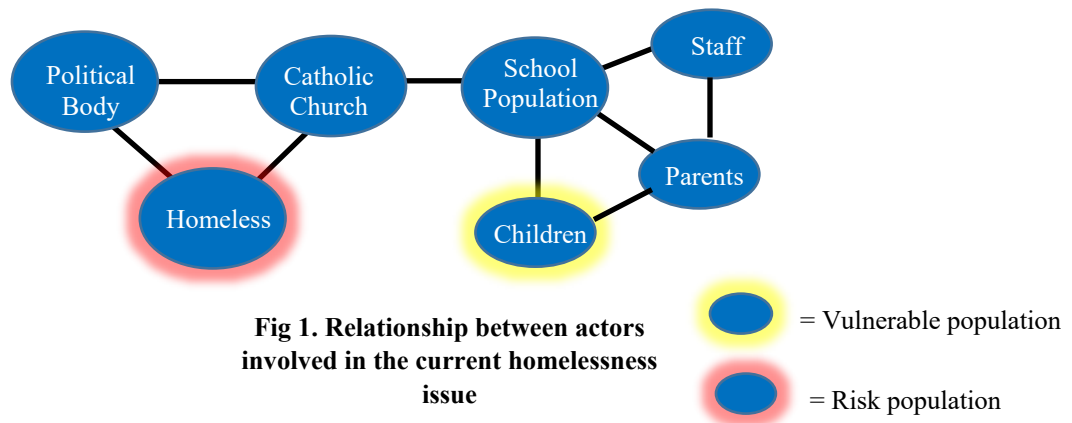 Political
Body
Catholic
Church
School
Population
Staff
Parents
Homeless
Children
Fig 1. Relationship between actors
involved in the current homelessness
issue
= Vulnerable population
= Risk population